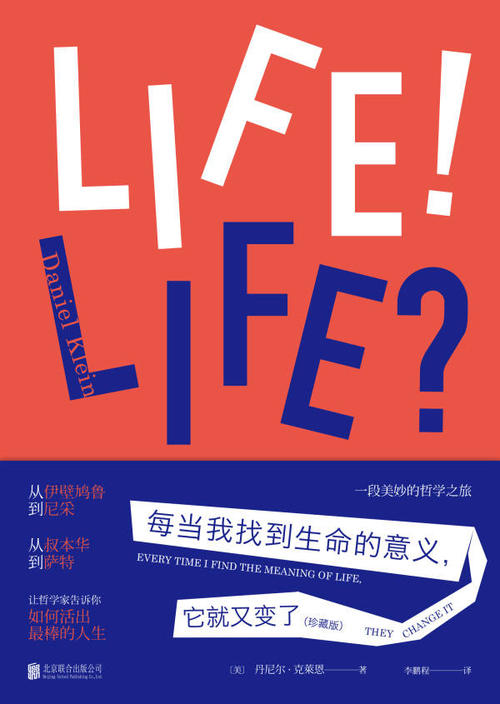 LIFE!
LIFE?
Daniel Klein
从伊壁鸠鲁
到尼采
从叔本华
到萨特
让哲学家告诉你
如何活出
最棒的人生
一段美妙的哲学之旅
每当我找到生命的意义，
EVERY TIME I FIND THE MEANING OF LIFE,
它就又变了（珍藏版）
THEY CHANGE IT
[美] 丹尼尔·克莱恩——著
李鹏程——译
北京联合出版公司
Beijing United Publishing Co.,Ltd.